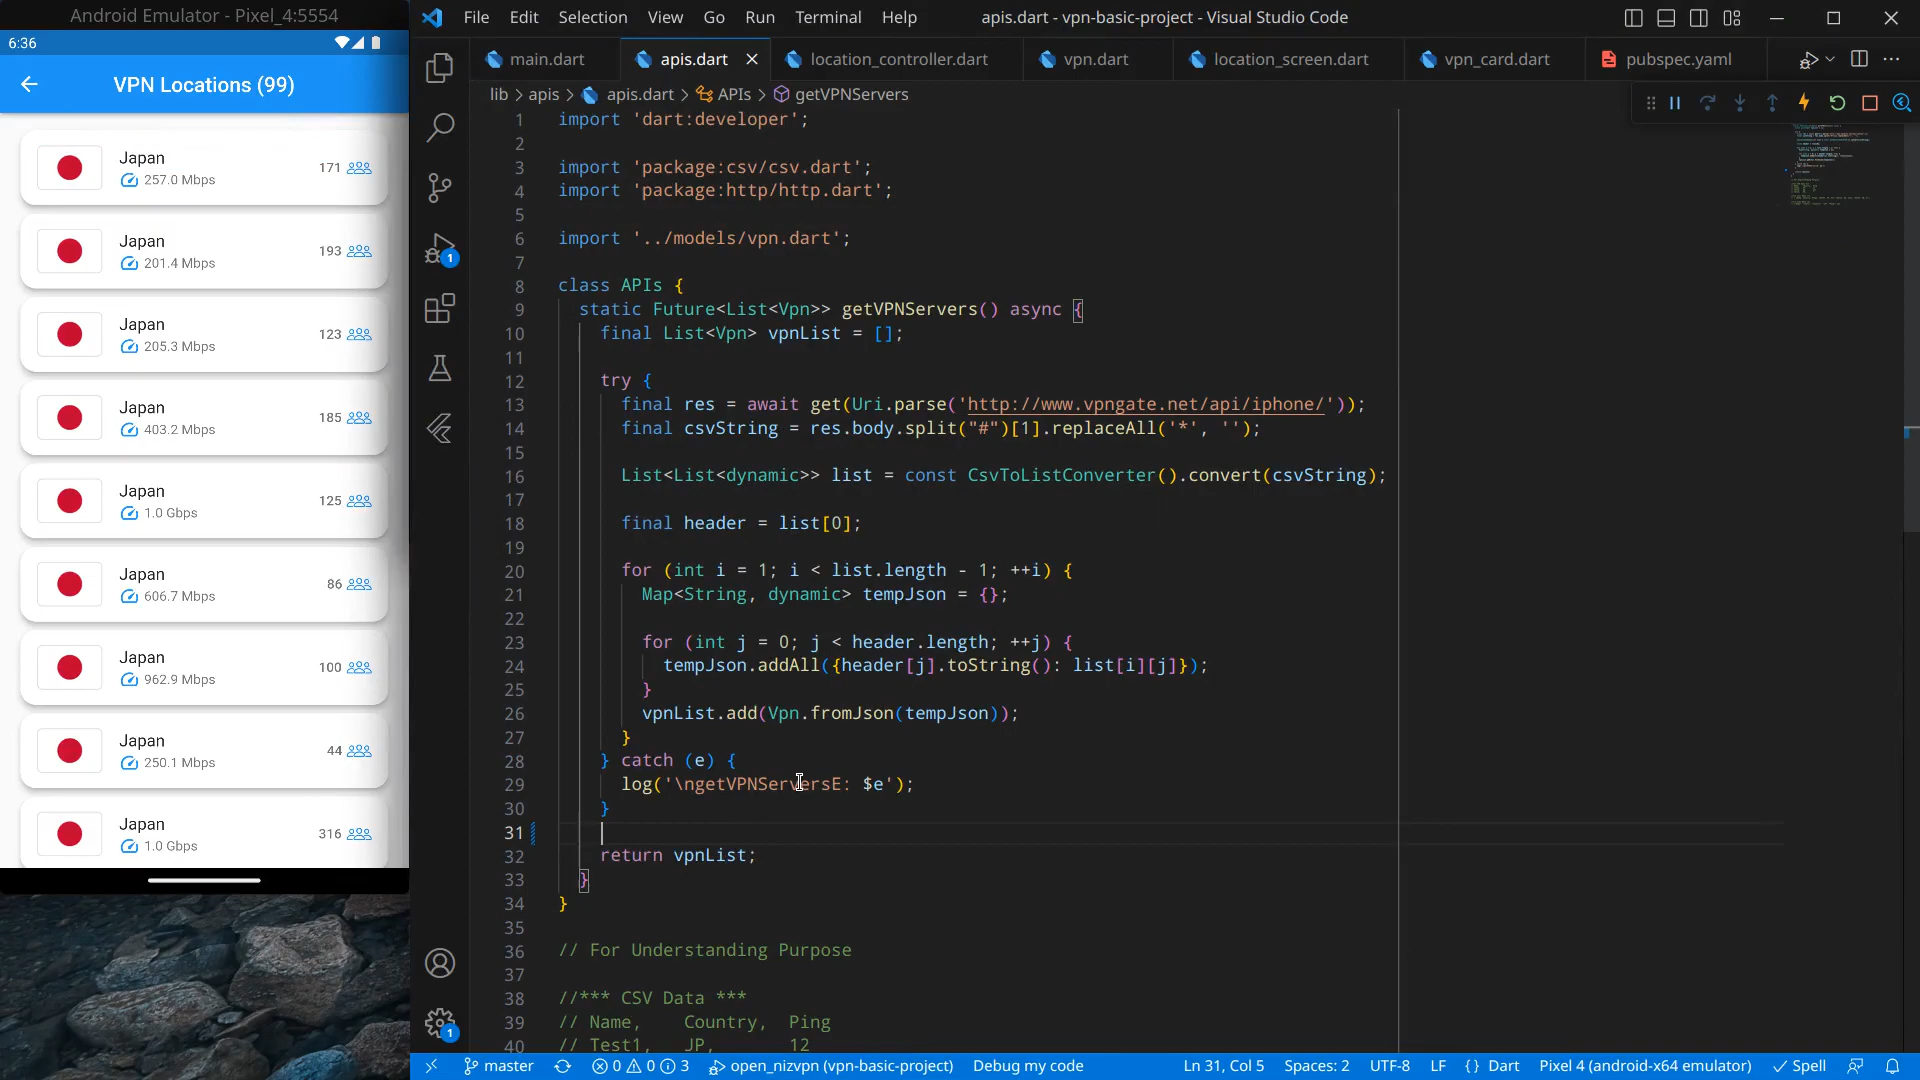 Android Emulator - Pixel_4:5554
6:36
VPN Locations (99)
Japan
257.0 Mbps
171
Japan
201.4 Mbps
193
Japan
205.3 Mbps
123
Japan
403.2 Mbps
185
Japan
1.0 Gbps
125
Japan
606.7 Mbps
86
Japan
962.9 Mbps
100
Japan
250.1 Mbps
44
Japan
1.0 Gbps
316
File Edit Selection View Go Run Terminal Help
apis.dart - vpn-basic-project - Visual Studio Code
main.dart apis.dart location_controller.dart vpn.dart location_screen.dart vpn_card.dart pubspec.yaml
lib > apis > apis.dart > APIs > getVPNServers
1 import 'dart:developer';
2
3 import 'package:csv/csv.dart';
4 import 'package:http/http.dart';
5
6 import '../models/vpn.dart';
7
8 class APIs {
9 static Future<List<Vpn>> getVPNServers() async {
10 final List<Vpn> vpnList = [];
11
12 try {
13 final res = await get(Uri.parse('http://www.vpngate.net/api/iphone/'));
14 final csvString = res.body.split("#")[1].replaceAll('*', '');
15
16 List<List<dynamic>> list = const CsvToListConverter().convert(csvString);
17
18 final header = list[0];
19
20 for (int i = 1; i < list.length - 1; ++i) {
21 Map<String, dynamic> tempJson = {};
22
23 for (int j = 0; j < header.length; ++j) {
24 tempJson.addAll({header[j].toString(): list[i][j]});
25 }
26 vpnList.add(Vpn.fromJson(tempJson));
27 }
28 } catch (e) {
29 log('\ngetVPNServersE: $e');
30 }
31
32 return vpnList;
33 }
34 }
35
36 // For Understanding Purpose
37
38 //*** CSV Data ***
39 // Name, Country, Ping
40 // Test1, JP, 12
1
1
master 0 0 3 open_nizvpn (vpn-basic-project) Debug my code Ln 31, Col 5 Spaces: 2 UTF-8 LF {} Dart Pixel 4 (android-x64 emulator) Spell